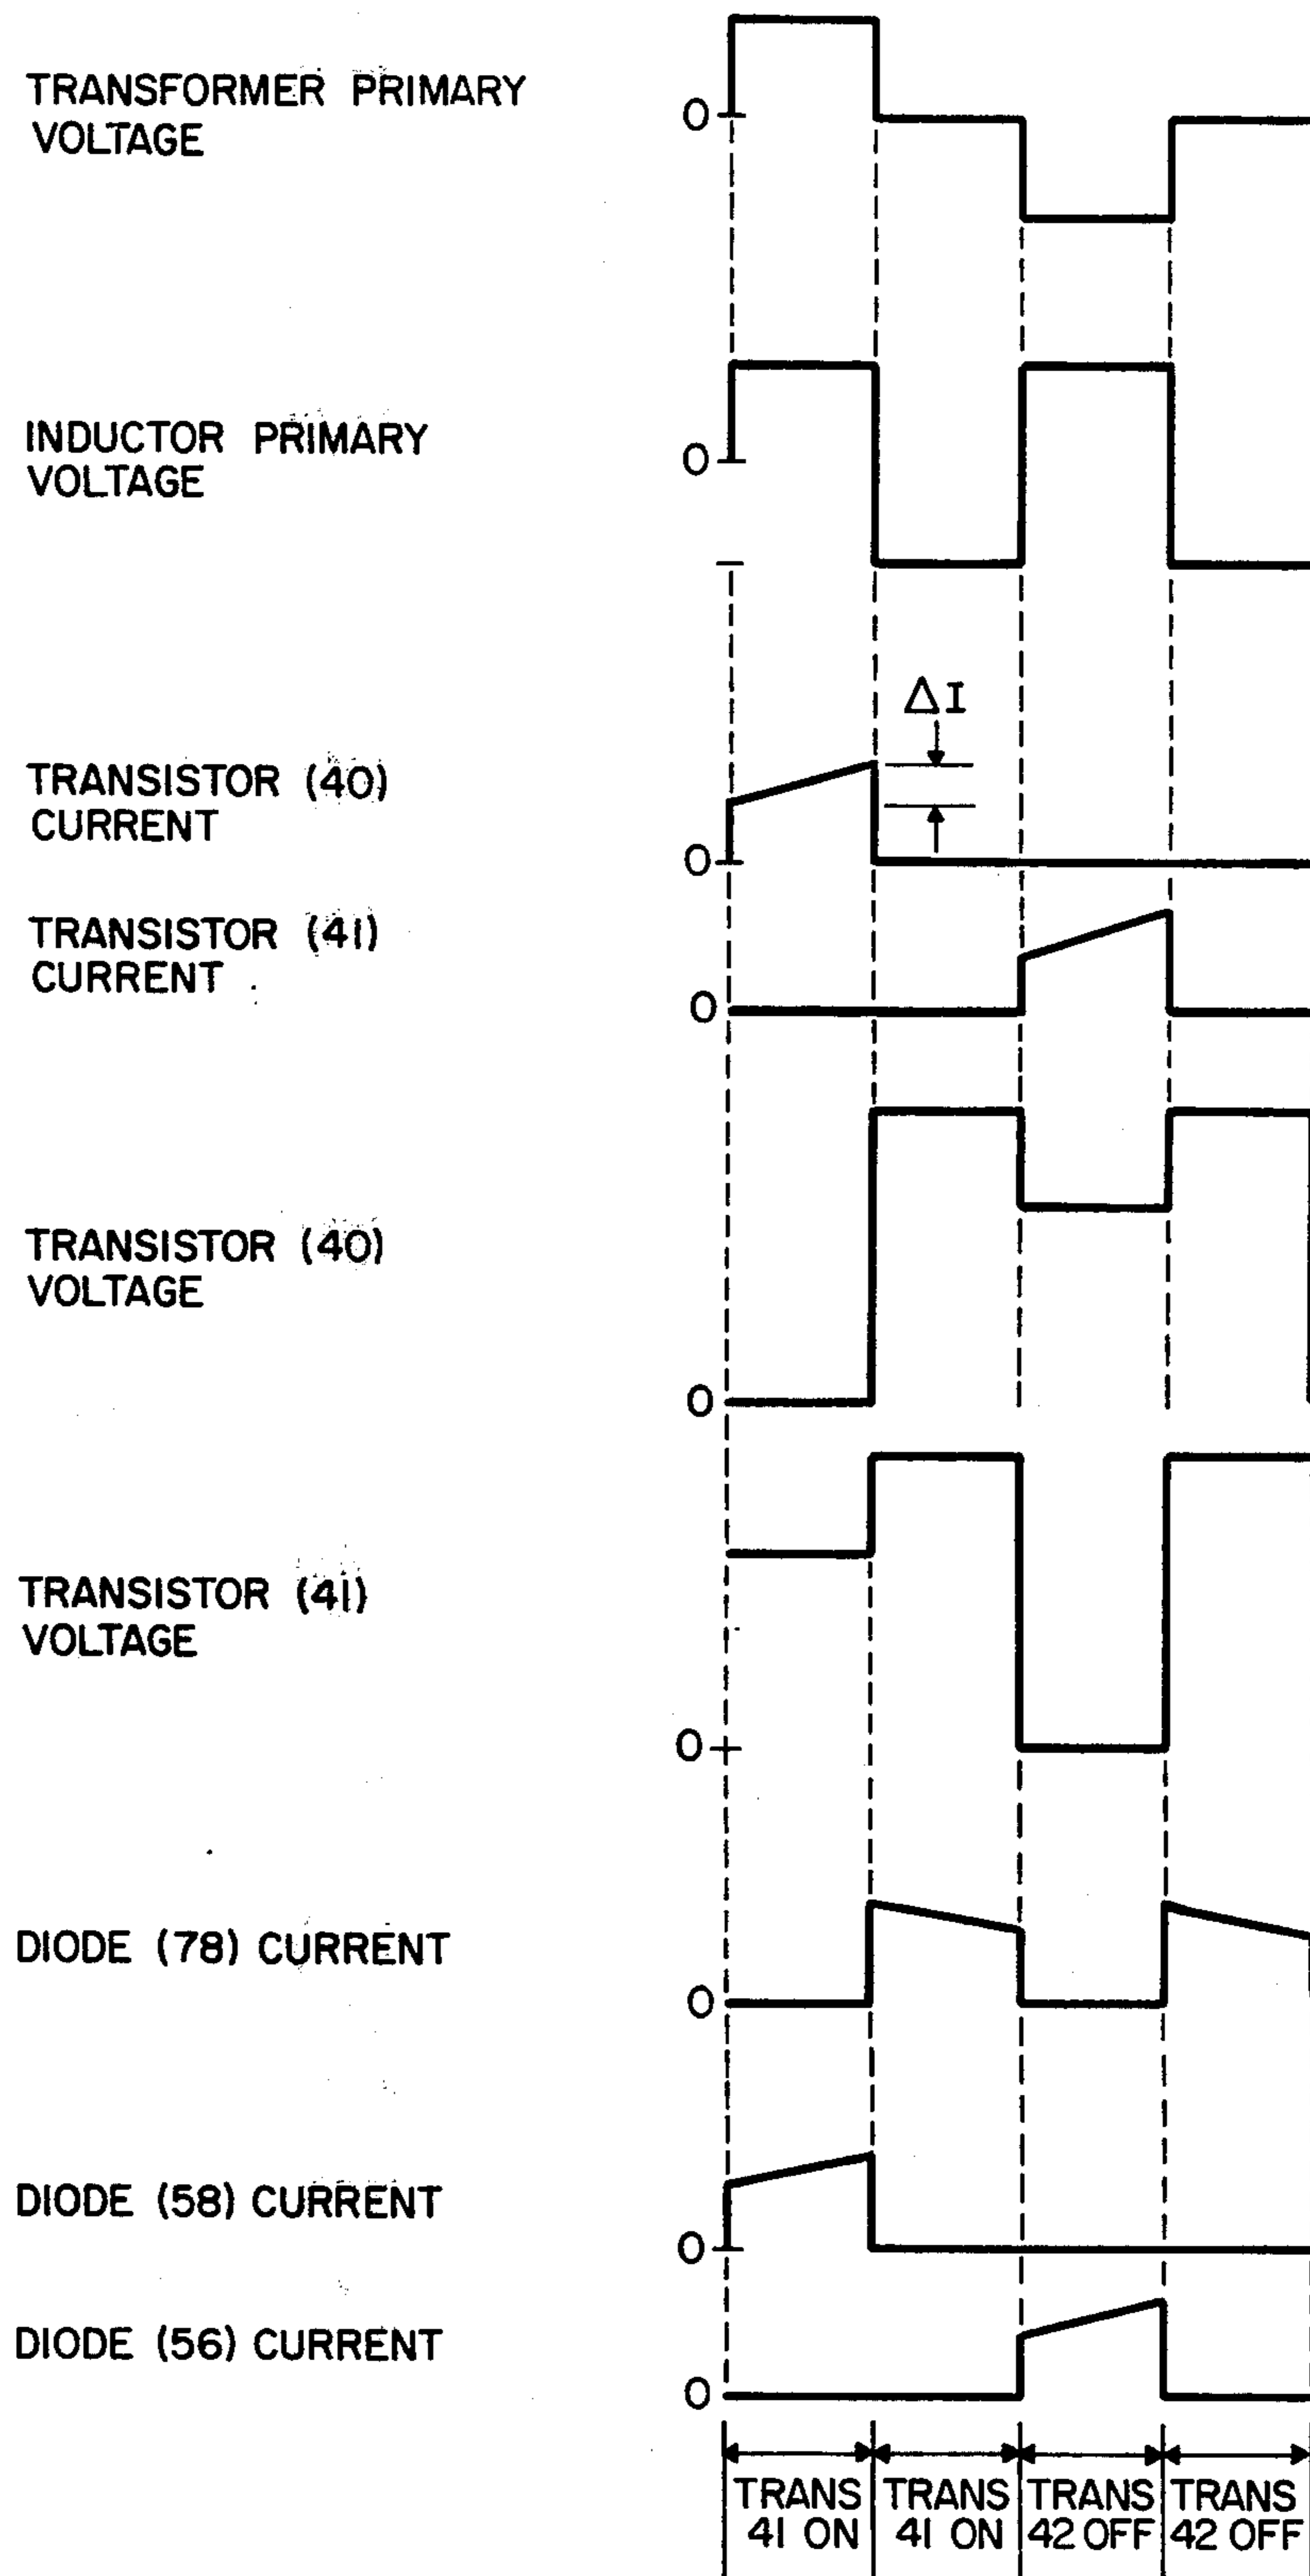 TRANSFORMER PRIMARY
VOLTAGE
0
INDUCTOR PRIMARY
VOLTAGE
0
ΔI
TRANSISTOR (40)
CURRENT
0
TRANSISTOR (41)
CURRENT
0
TRANSISTOR (40)
VOLTAGE
0
TRANSISTOR (41)
VOLTAGE
0
DIODE (78) CURRENT
0
DIODE (58) CURRENT
0
DIODE (56) CURRENT
0
TRANS TRANS TRANS TRANS
41 ON 41 ON 42 OFF 42 OFF